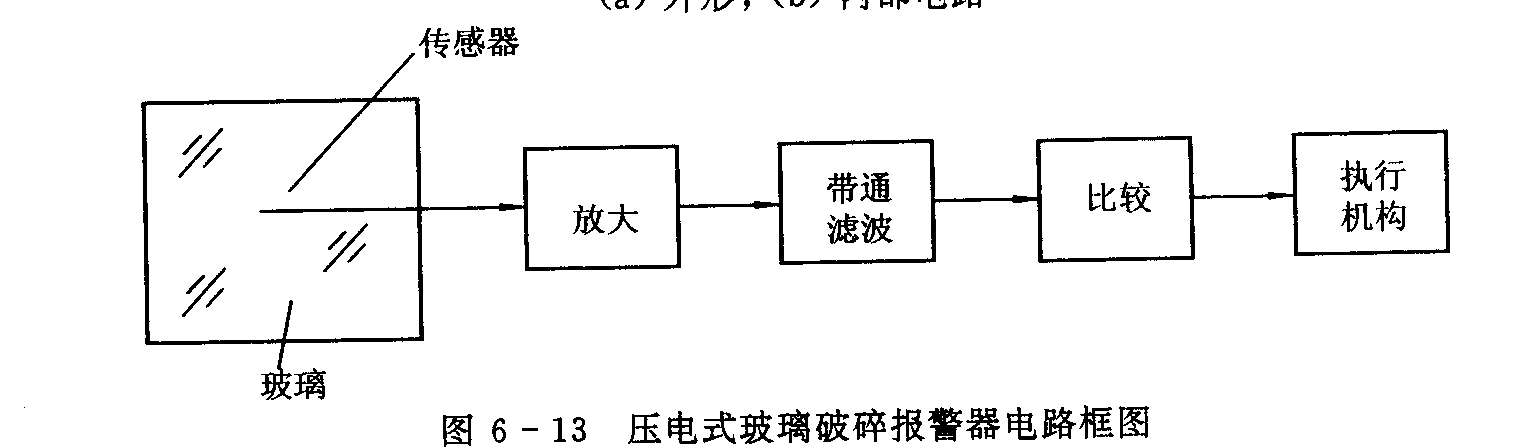 传感器
放大
带通
滤波
比较
执行
机构
玻璃
图 6-13 压电式玻璃破碎报警器电路框图